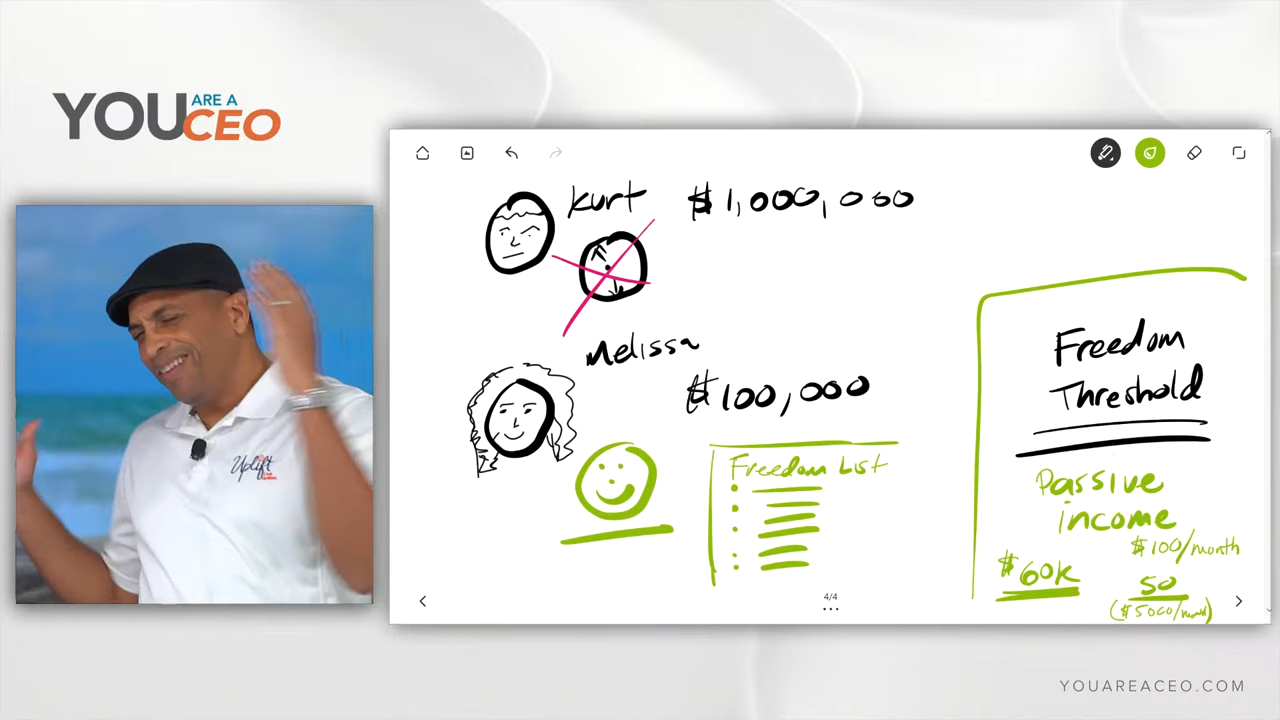 YOU ARE A CEO
Uplift
Kurt $1,000,000
Melissa
$100,000
Freedom List
Freedom
Threshold
Passive
income
$100/month
$60K 50
($5000/month)
4/4
YOUAREACEO.COM